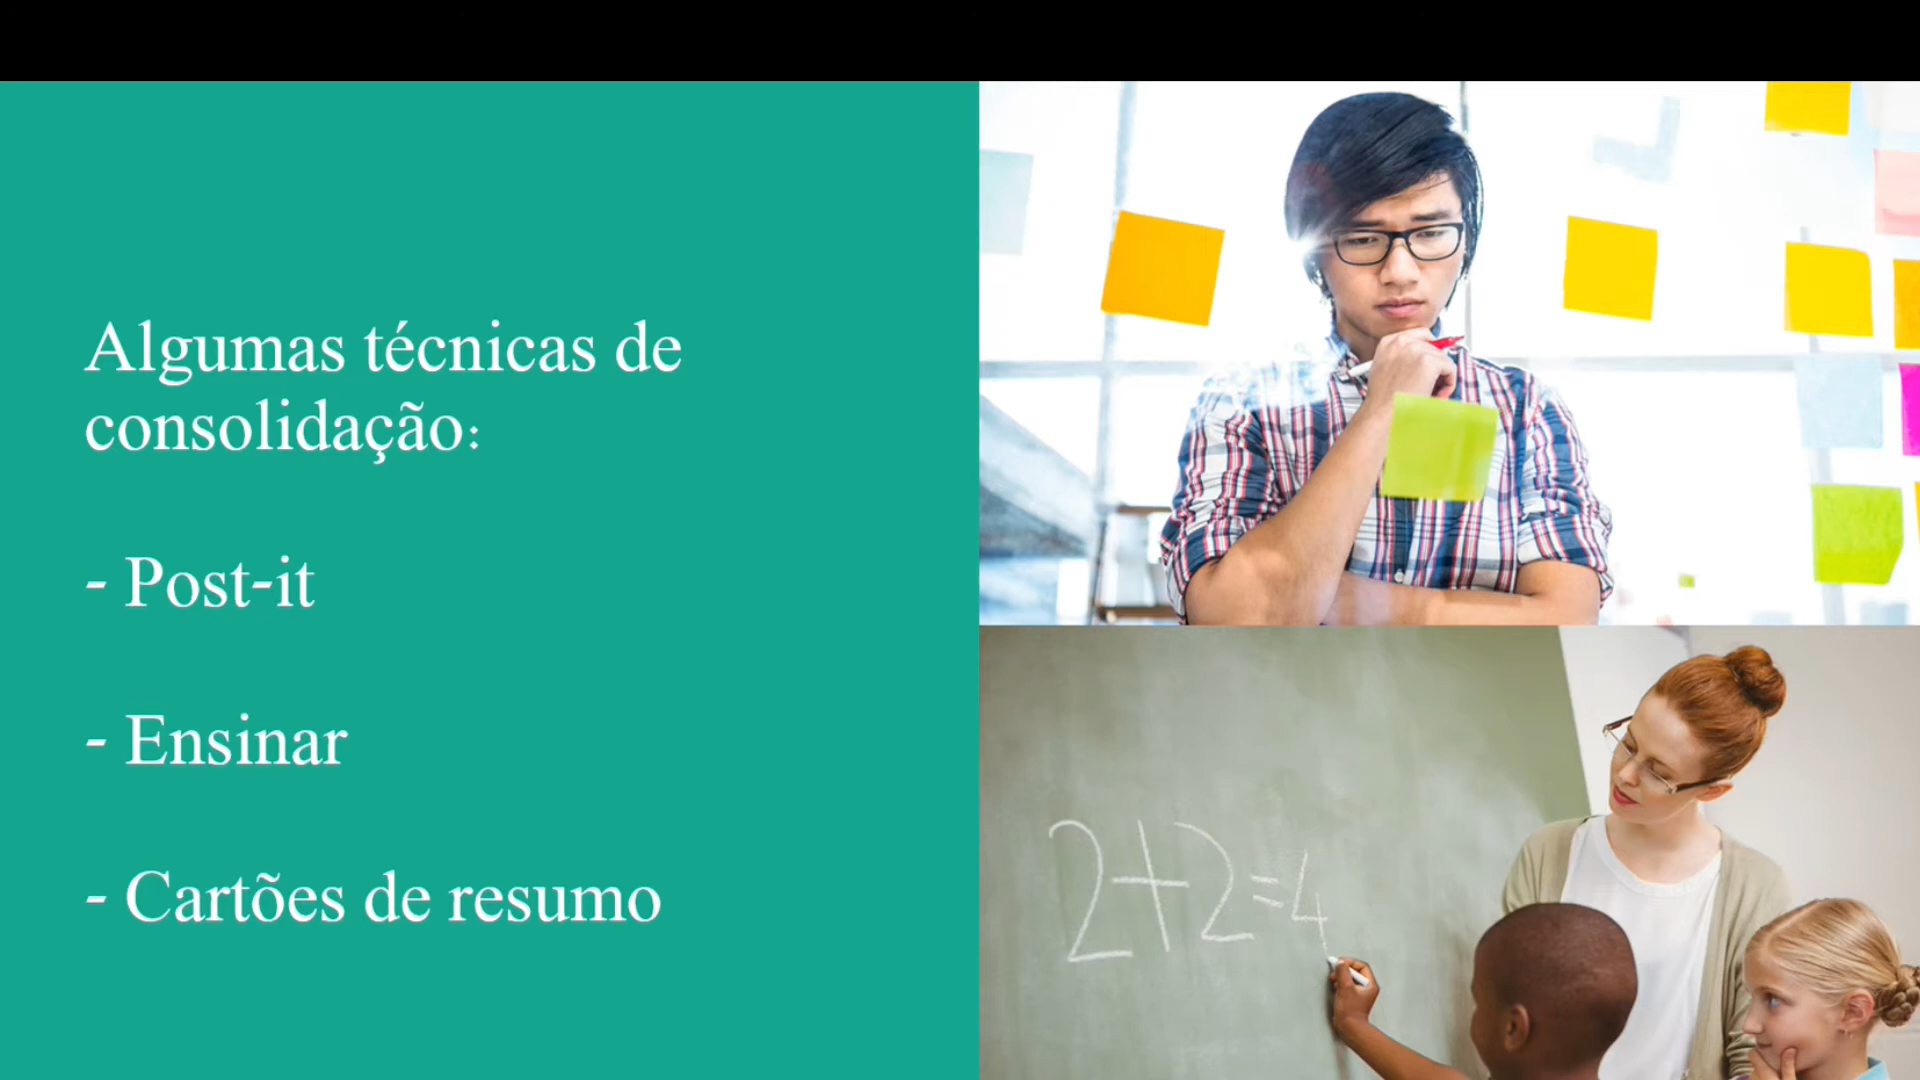 Algumas técnicas de
consolidação:
- Post-it
- Ensinar
- Cartões de resumo
2+2=4